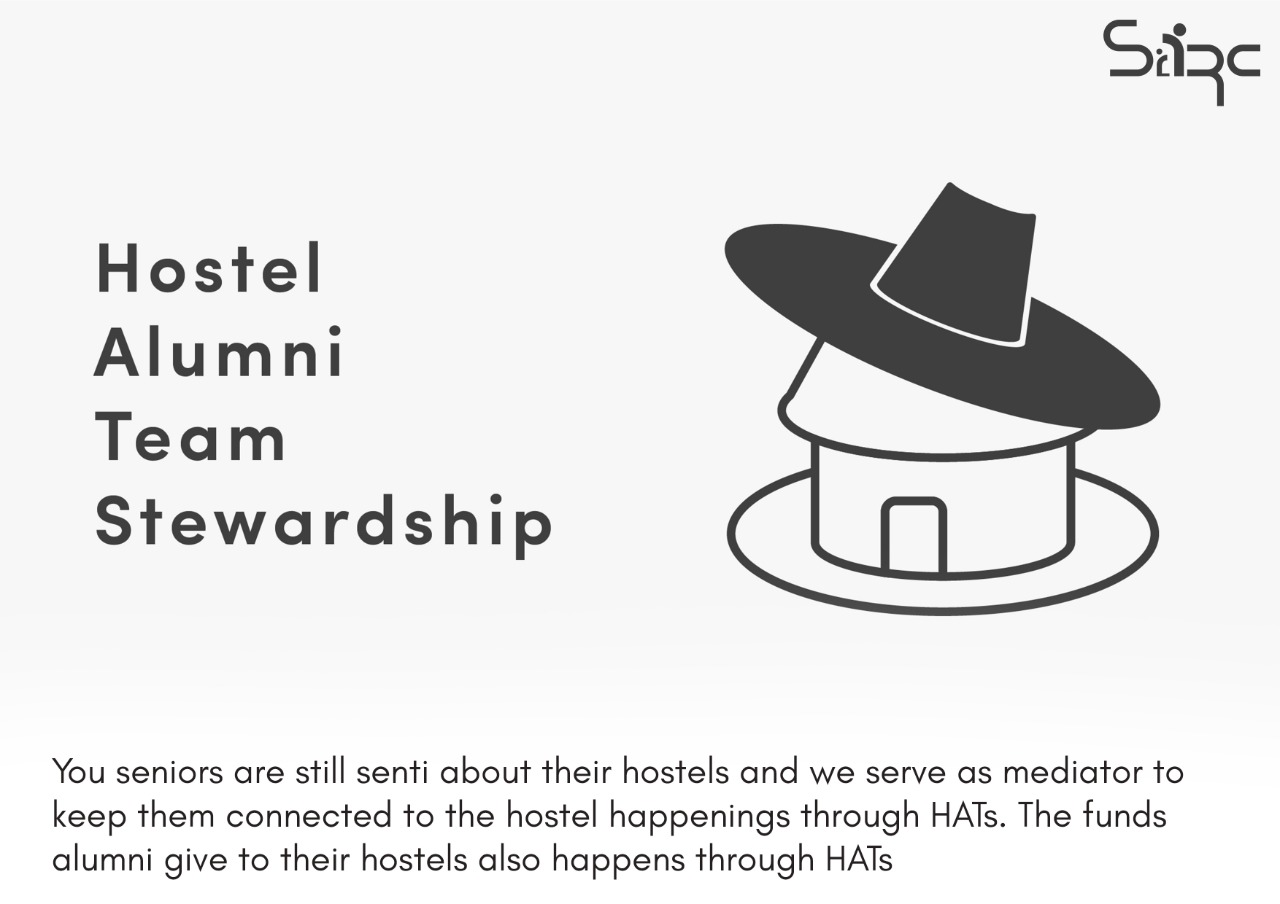 SARC
Hostel
Alumni
Team
Stewardship
You seniors are still senti about their hostels and we serve as mediator to
keep them connected to the hostel happenings through HATs. The funds
alumni give to their hostels also happens through HATs